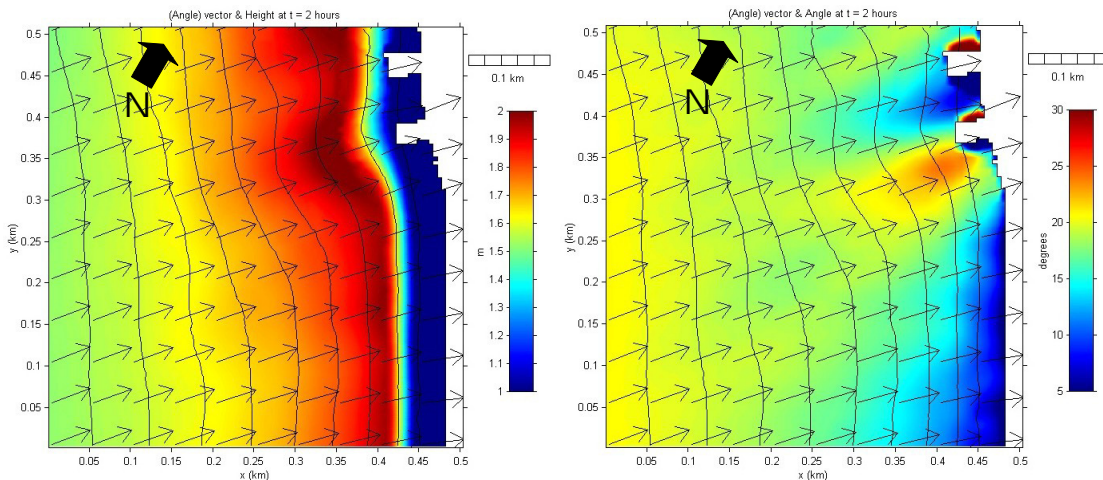 (Angle) vector & Height at t = 2 hours
0.5
0.45
0.4
0.35
0.3
0.25
0.2
0.15
0.1
0.05
y (km)
0.05 0.1 0.15 0.2 0.25 0.3 0.35 0.4 0.45 0.5
x (km)
N
0.1 km
2
1.9
1.8
1.7
1.6
1.5
1.4
1.3
1.2
1.1
1
m
(Angle) vector & Angle at t = 2 hours
0.5
0.45
0.4
0.35
0.3
0.25
0.2
0.15
0.1
0.05
y (km)
0.05 0.1 0.15 0.2 0.25 0.3 0.35 0.4 0.45 0.5
x (km)
N
0.1 km
30
25
20
15
10
5
degrees